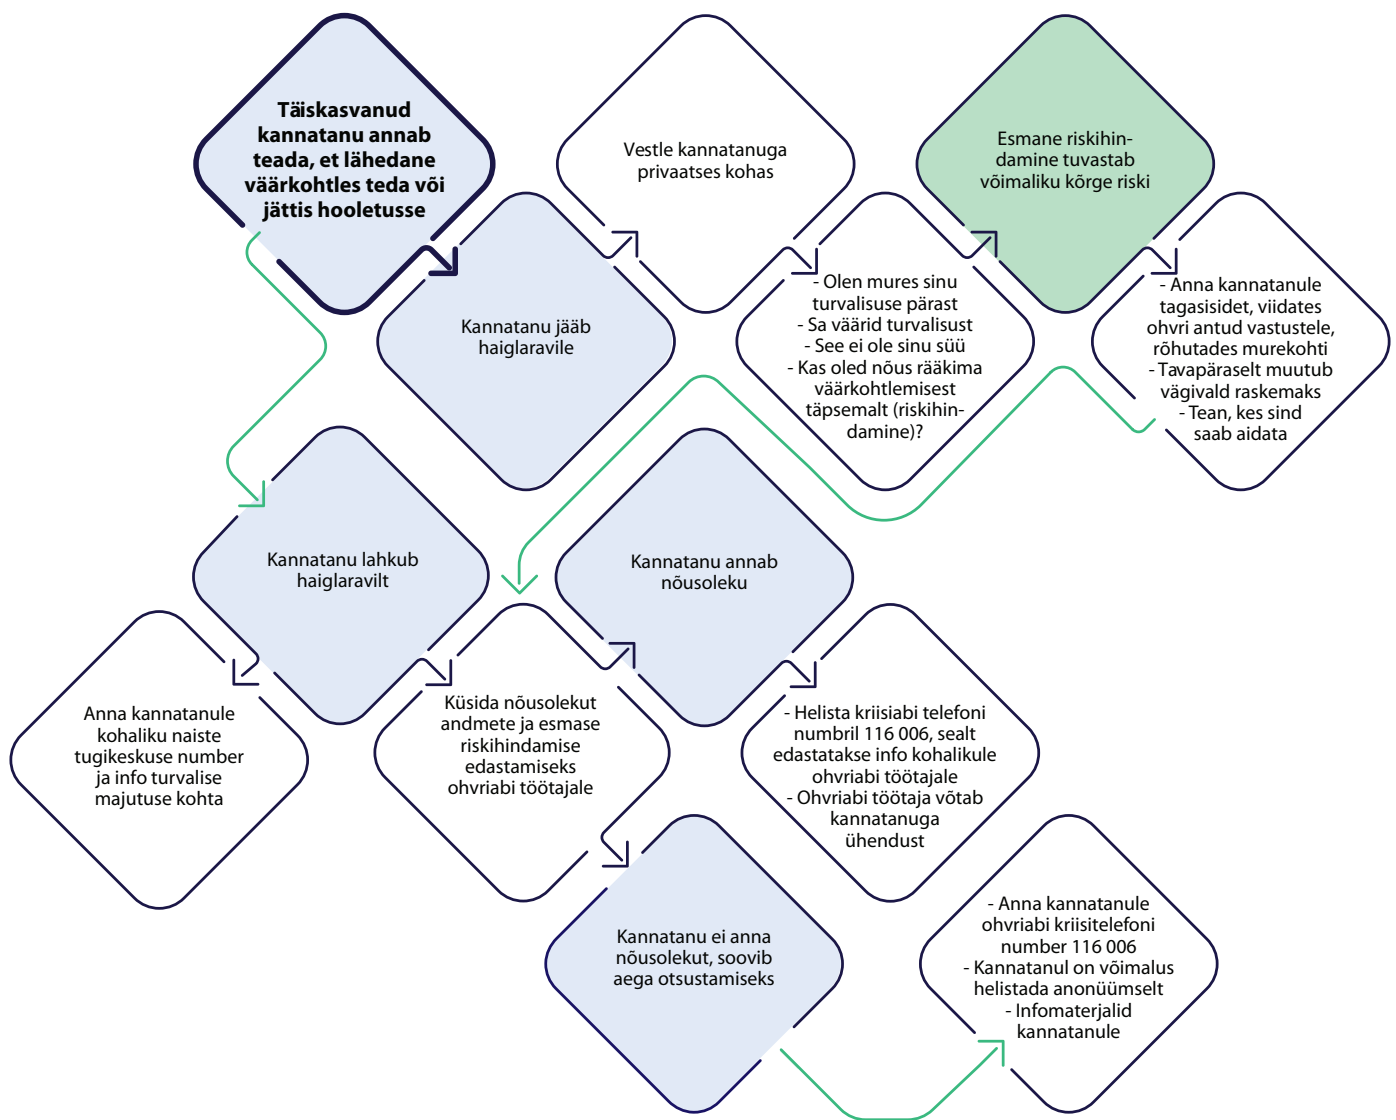 Täiskasvanud
kannatanu annab
teada, et lähedane
väärkohtles teda või
jättis hooletusse
Vestle kannatanuga
privaatses kohas
Esmane riskihin-
damine tuvastab
võimaliku kõrge riski
Kannatanu jääb
haiglaravile
- Olen mures sinu
turvalisuse pärast
- Sa väärid turvalisust
- See ei ole sinu süü
- Kas oled nõus rääkima
väärkohtlemisest
täpsemalt (riskihin-
damine)?
- Anna kannatanule
tagasisidet, viidates
ohvri antud vastustele,
rõhutades murekohti
- Tavapäraselt muutub
vägivald raskemaks
- Tean, kes sind
saab aidata
Kannatanu lahkub
haiglaravilt
Kannatanu annab
nõusoleku
Anna kannatanule
kohaliku naiste
tugikeskuse number
ja info turvalise
majutuse kohta
Küsida nõusolekut
andmete ja esmase
riskihindamise
edastamiseks
ohvriabi töötajale
- Helista kriisiabi telefoni
numbril 116 006, sealt
edastatakse info kohalikule
ohvriabi töötajale
- Ohvriabi töötaja võtab
kannatanuga
ühendust
Kannatanu ei anna
nõusolekut, soovib
aega otsustamiseks
- Anna kannatanule
ohvriabi kriisitelefoni
number 116 006
- Kannatanul on võimalus
helistada anonüümselt
- Infomaterjalid
kannatanule